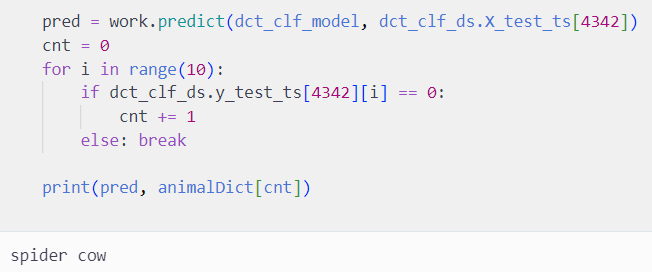 pred = work.predict(dct_clf_model, dct_clf_ds.X_test_ts[4342])
cnt = 0
for i in range(10):
    if dct_clf_ds.y_test_ts[4342][i] == 0:
        cnt += 1
    else: break
print(pred, animalDict[cnt])
spider cow